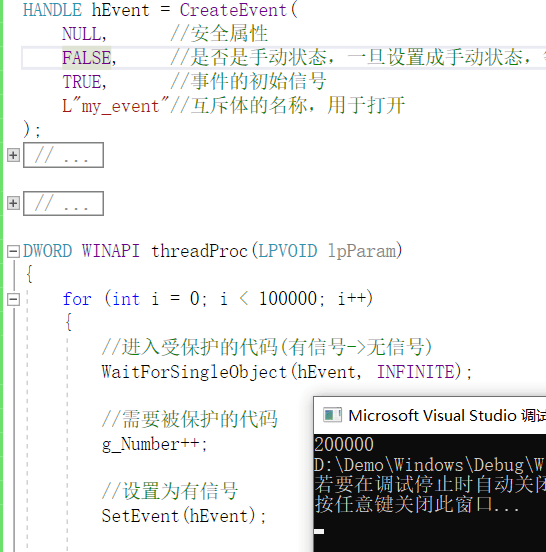 HANDLE hEvent = CreateEvent(
NULL, //安全属性
FALSE, //是否是手动状态，一旦设置成手动状态，
TRUE, //事件的初始信号
L"my_event"//互斥体的名称，用于打开
);
// ...
// ...
DWORD WINAPI threadProc(LPVOID lpParam)
{
for (int i = 0; i < 100000; i++)
{
//进入受保护的代码(有信号->无信号)
WaitForSingleObject(hEvent, INFINITE);
//需要被保护的代码
g_Number++;
//设置为有信号
SetEvent(hEvent);
Microsoft Visual Studio 调试
200000
D:\Demo\Windows\Debug\W
若要在调试停止时自动关闭
按任意键关闭此窗口...